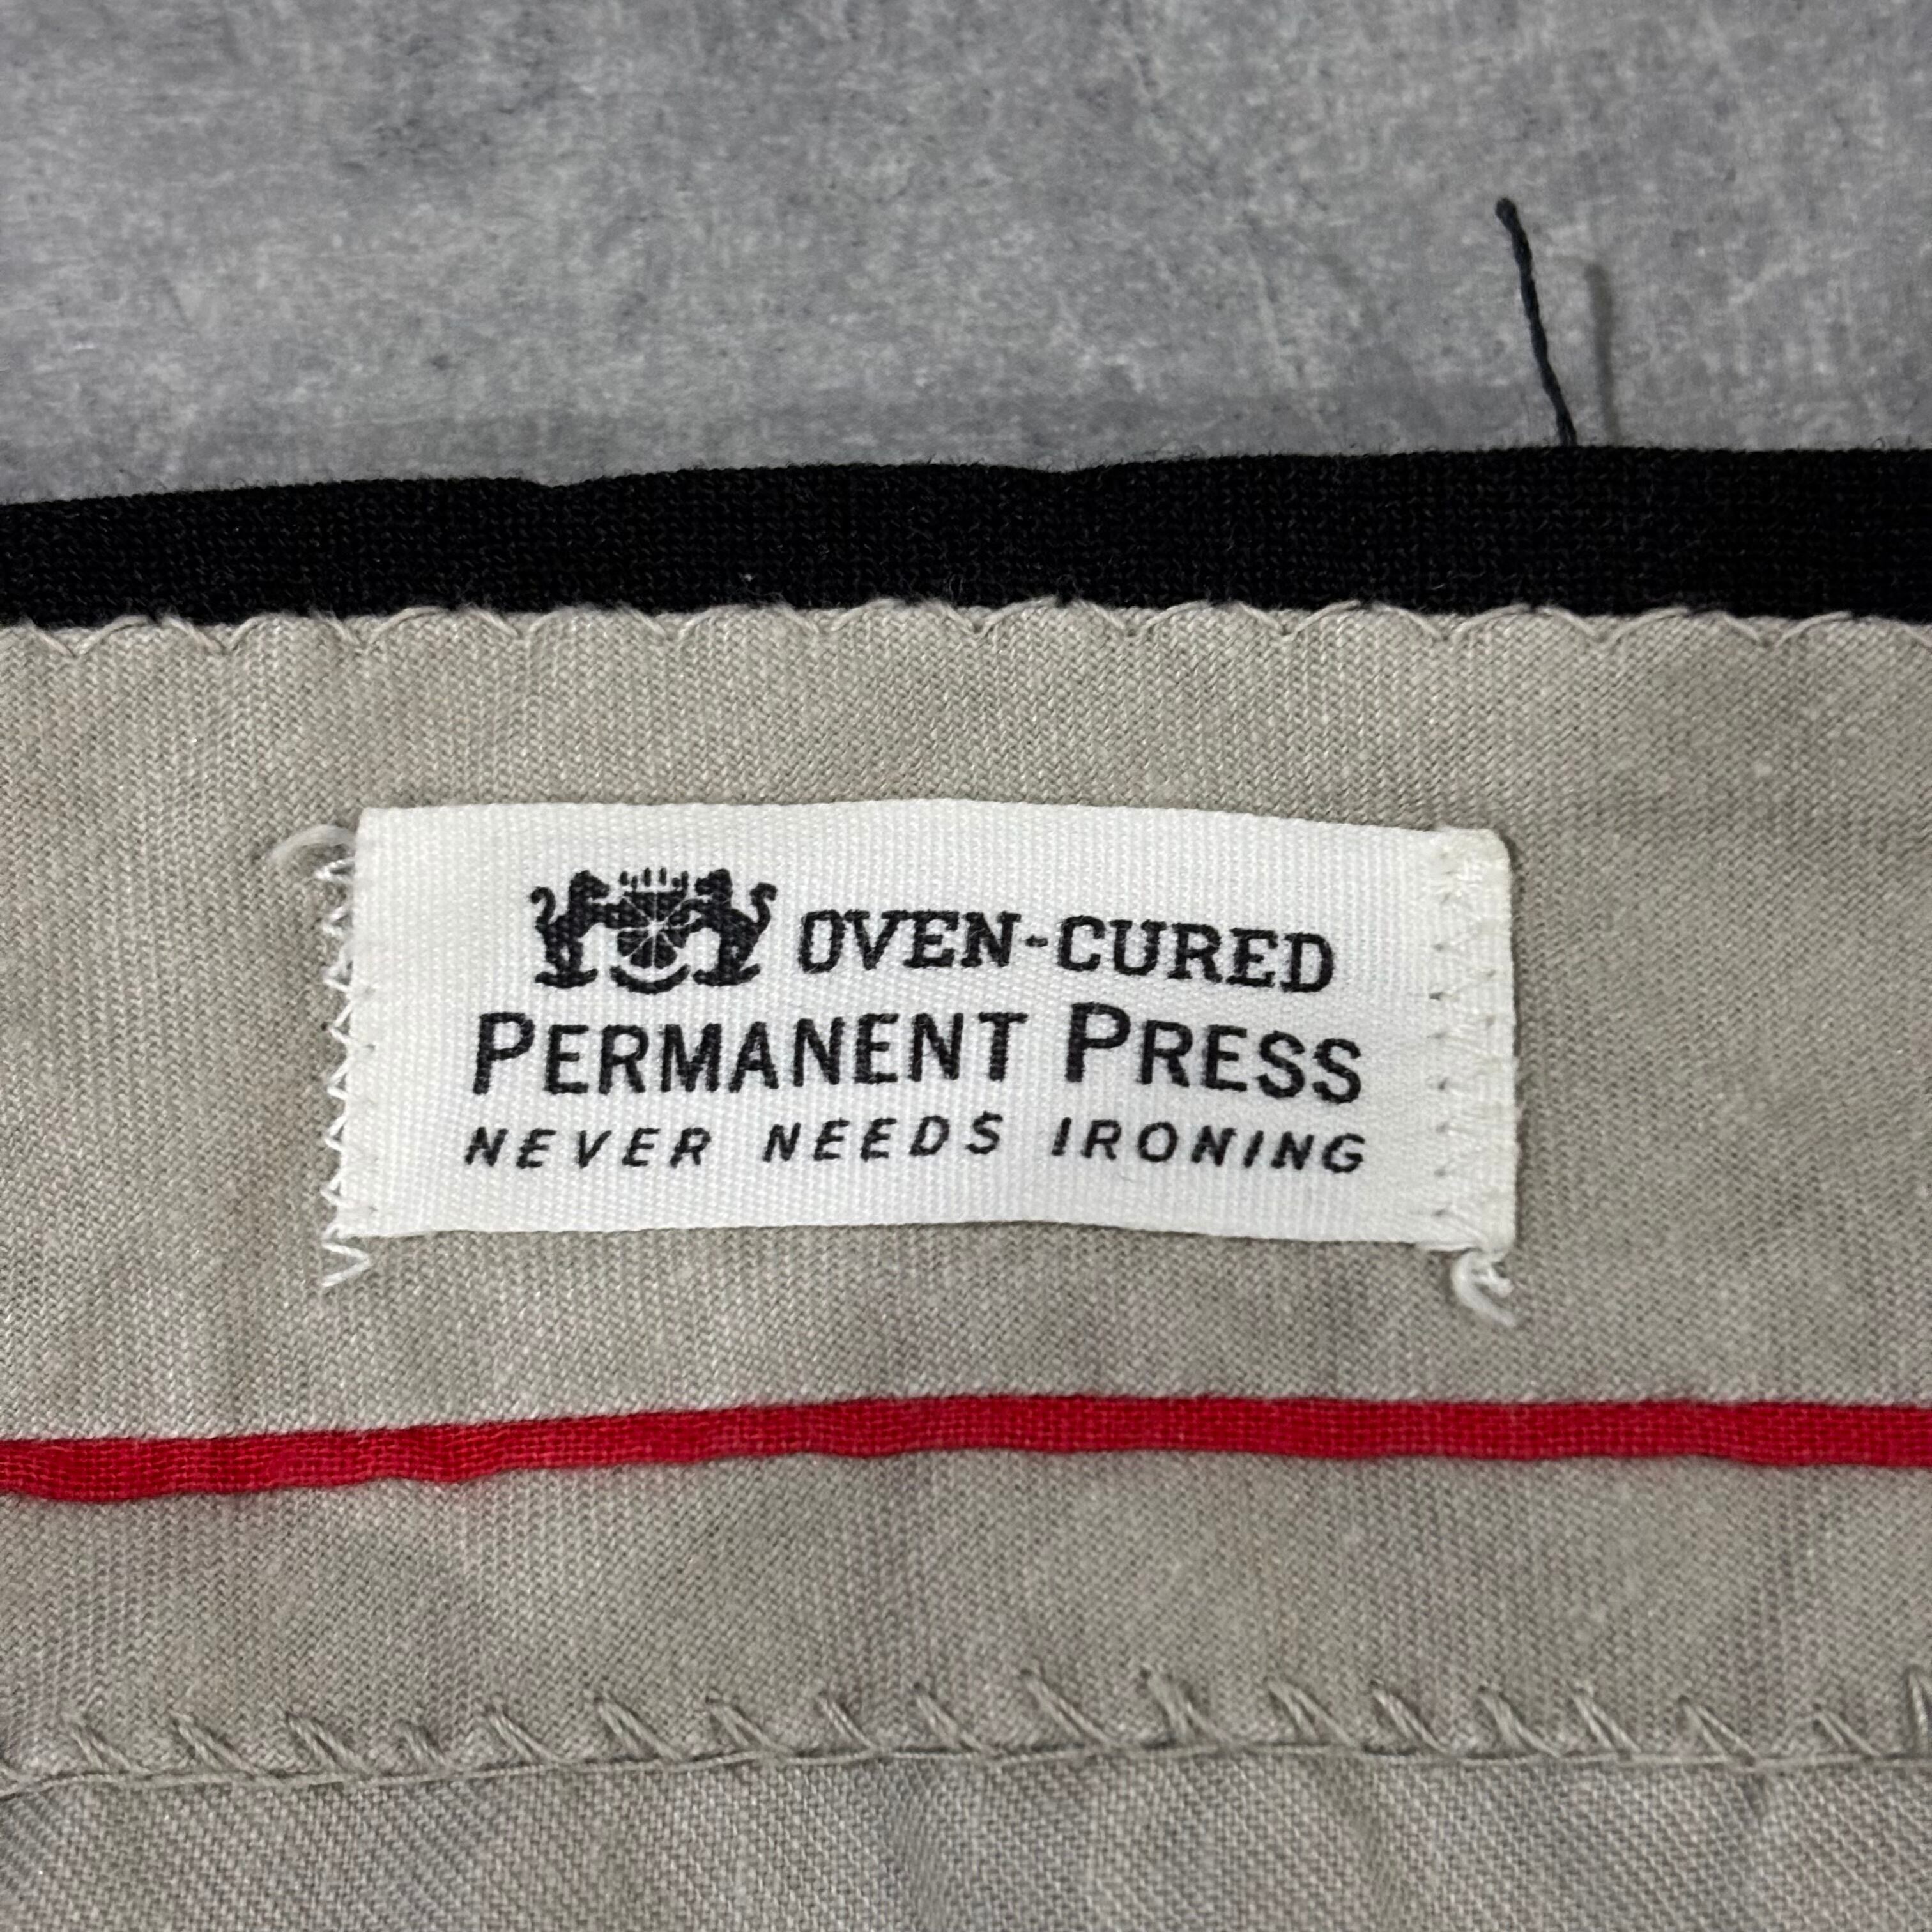 OVEN-CURED
PERMANENT PRESS
NEVER NEEDS IRONING